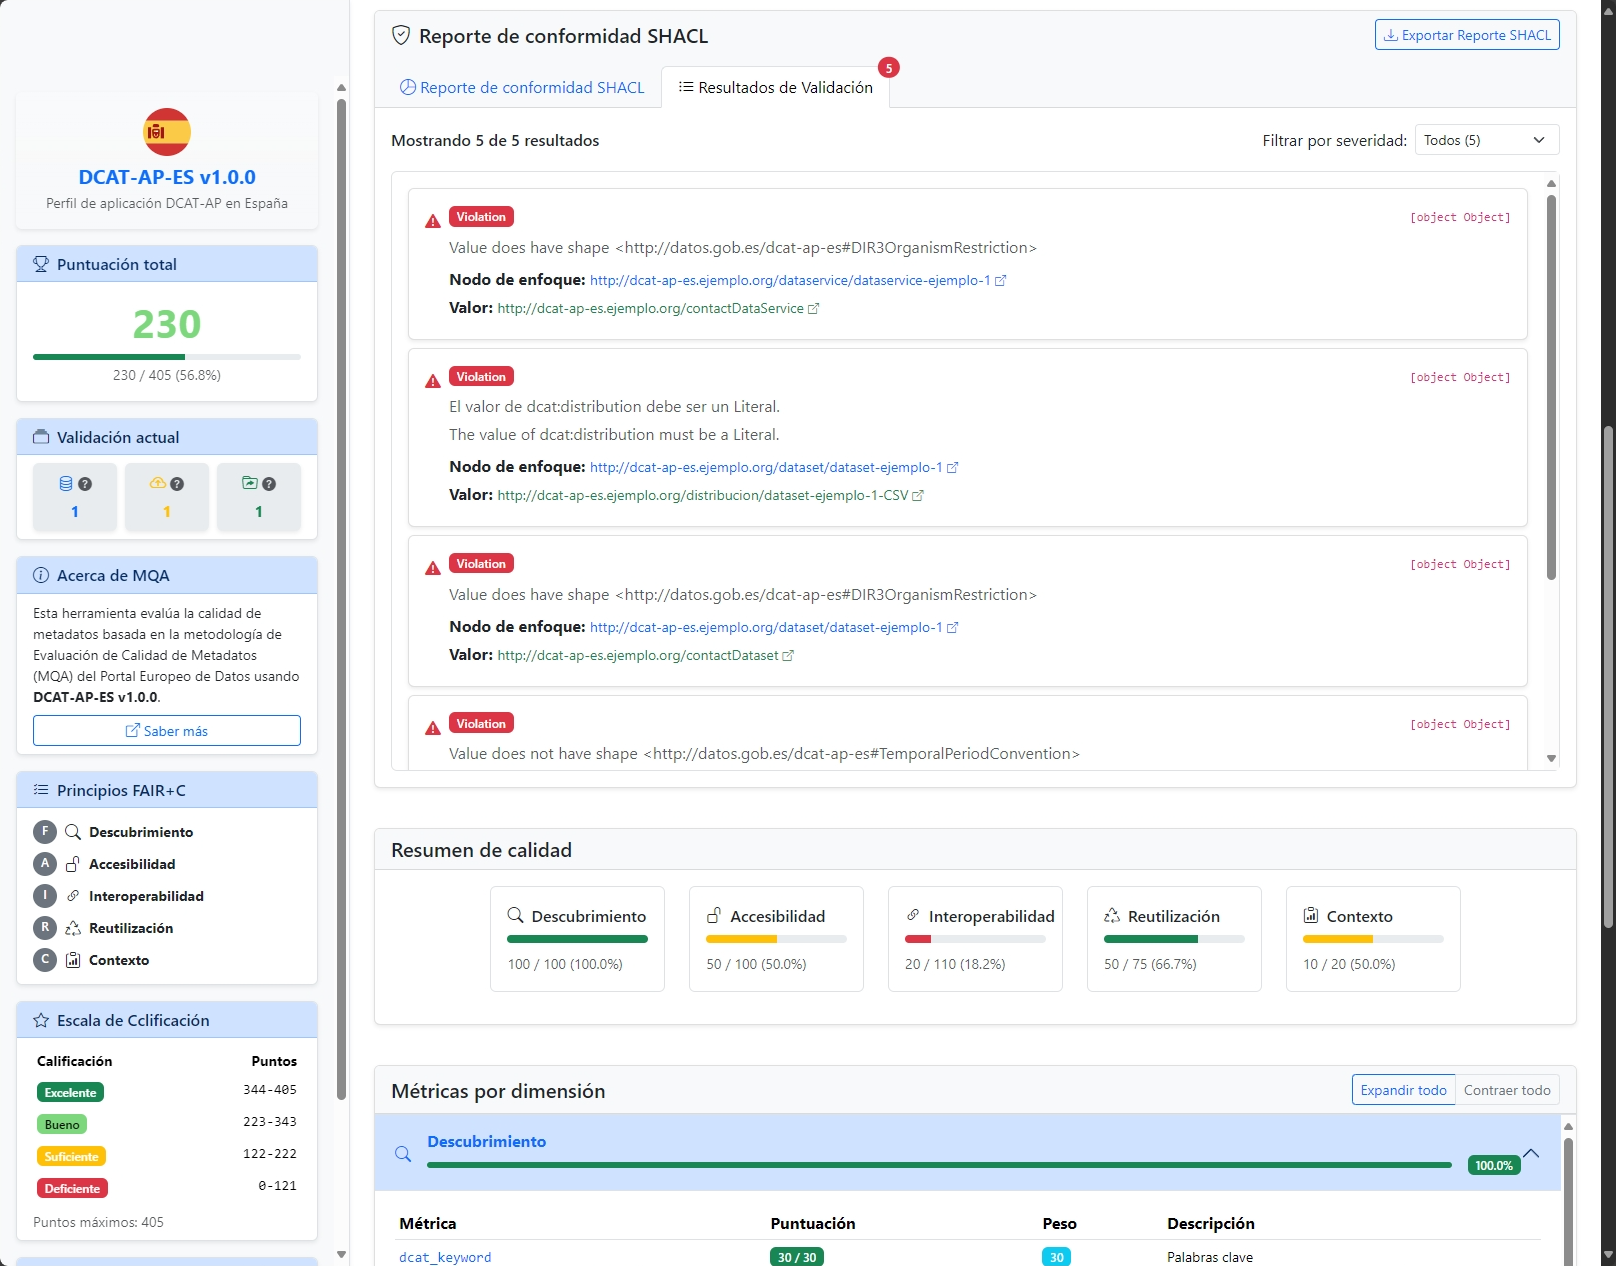 DCAT-AP-ES v1.0.0
Perfil de aplicación DCAT-AP en España
Puntuación total
230
230 / 405 (56.8%)
Validación actual
1
1
1
Acerca de MQA
Esta herramienta evalúa la calidad de
metadatos basada en la metodología de
Evaluación de Calidad de Metadatos
(MQA) del Portal Europeo de Datos usando
DCAT-AP-ES v1.0.0.
Saber más
Principios FAIR+C
F Descubrimiento
A Accesibilidad
I Interoperabilidad
R Reutilización
C Contexto
Escala de Cclificación
Calificación Puntos
Excelente 344-405
Bueno 223-343
Suficiente 122-222
Deficiente 0-121
Puntos máximos: 405
Reporte de conformidad SHACL
Exportar Reporte SHACL
Reporte de conformidad SHACL
Resultados de Validación 5
Mostrando 5 de 5 resultados
Filtrar por severidad: Todos (5)
Violation [object Object]
Value does have shape <http://datos.gob.es/dcat-ap-es#DIR3OrganismRestriction>
Nodo de enfoque: http://dcat-ap-es.ejemplo.org/dataservice/dataservice-ejemplo-1
Valor: http://dcat-ap-es.ejemplo.org/contactDataService
Violation [object Object]
El valor de dcat:distribution debe ser un Literal.
The value of dcat:distribution must be a Literal.
Nodo de enfoque: http://dcat-ap-es.ejemplo.org/dataset/dataset-ejemplo-1
Valor: http://dcat-ap-es.ejemplo.org/distribucion/dataset-ejemplo-1-CSV
Violation [object Object]
Value does have shape <http://datos.gob.es/dcat-ap-es#DIR3OrganismRestriction>
Nodo de enfoque: http://dcat-ap-es.ejemplo.org/dataset/dataset-ejemplo-1
Valor: http://dcat-ap-es.ejemplo.org/contactDataset
Violation [object Object]
Value does not have shape <http://datos.gob.es/dcat-ap-es#TemporalPeriodConvention>
Resumen de calidad
Descubrimiento
100 / 100 (100.0%)
Accesibilidad
50 / 100 (50.0%)
Interoperabilidad
20 / 110 (18.2%)
Reutilización
50 / 75 (66.7%)
Contexto
10 / 20 (50.0%)
Métricas por dimensión
Expandir todo Contraer todo
Descubrimiento
100.0%
Métrica Puntuación Peso Descripción
dcat_keyword 30 / 30 30 Palabras clave